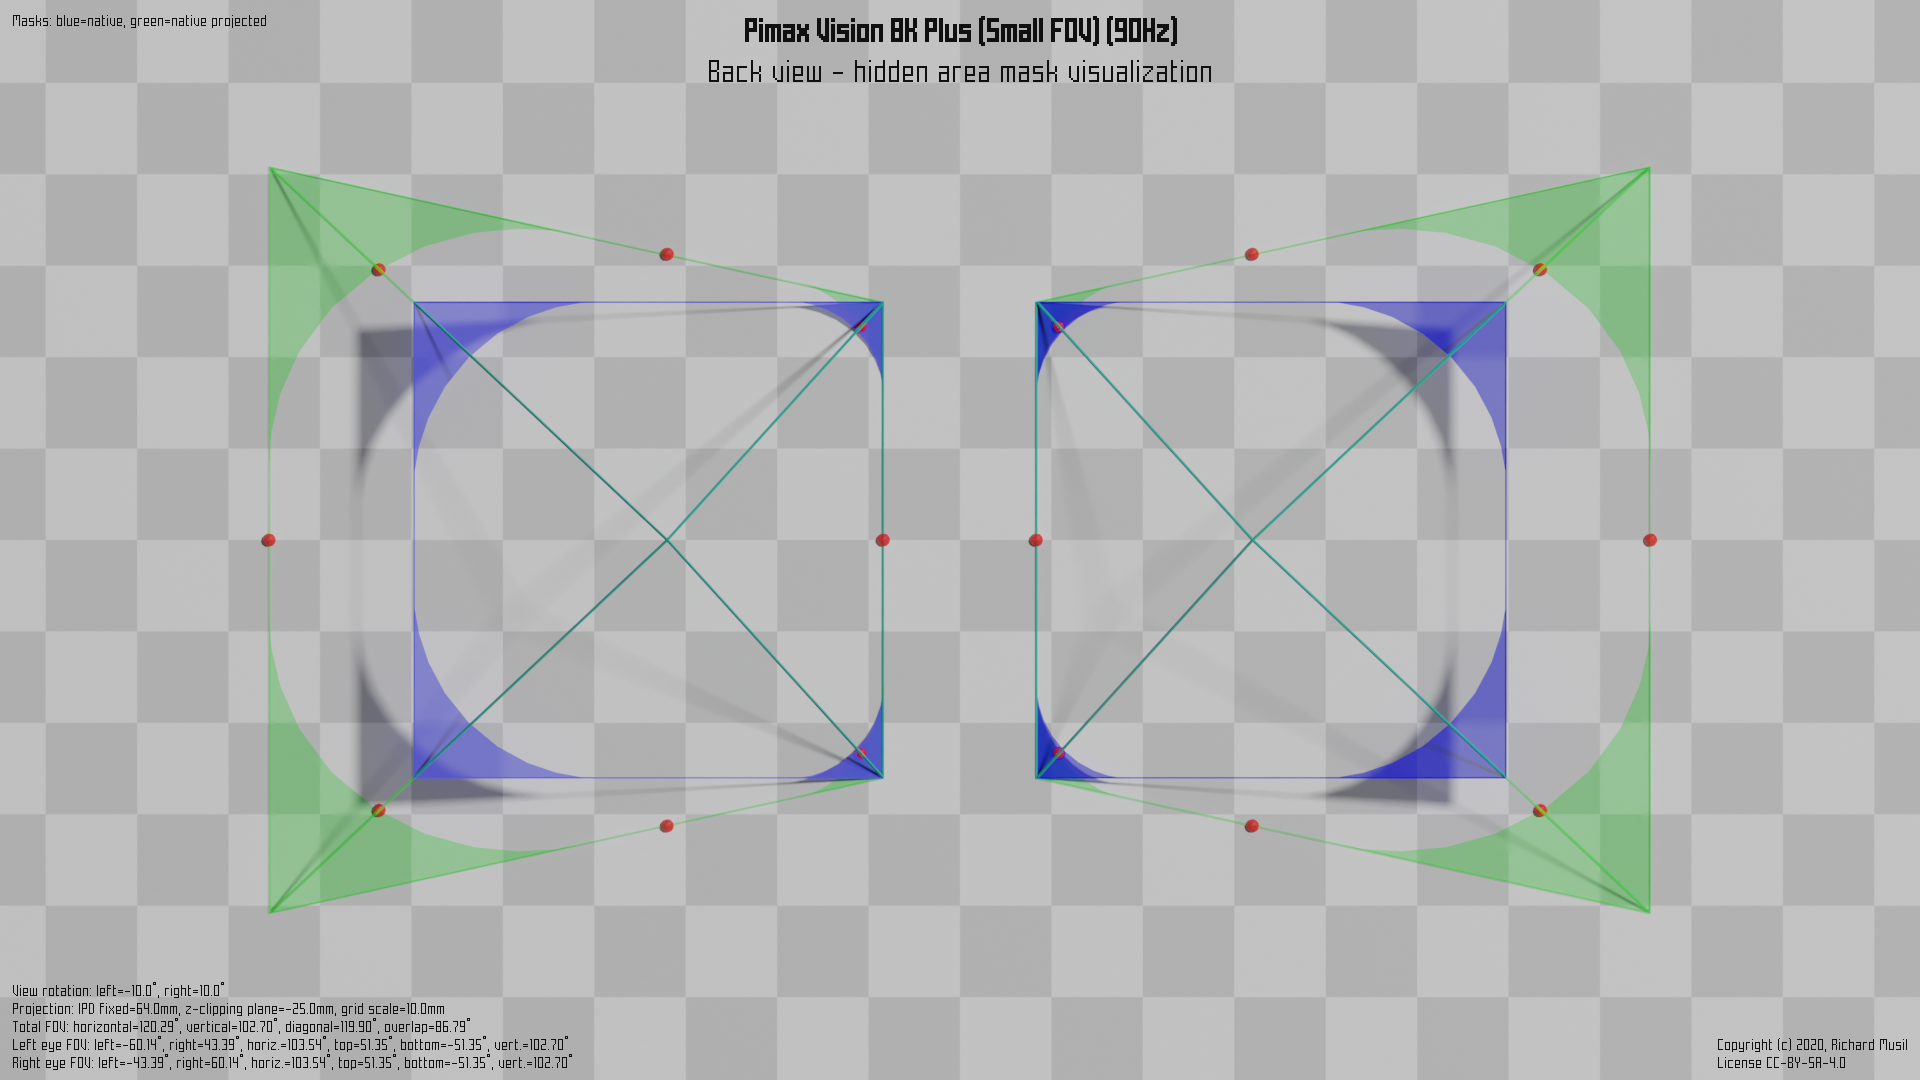 Masks: blue=native, green=native projected
Pimax Vision 8K Plus (Small FOV) (90Hz)
Back view - hidden area mask visualization
View rotation: left=-10.0°, right=10.0°
Projection: IPD fixed=64.0mm, z-clipping plane=-25.0mm, grid scale=10.0mm
Total FOV: horizontal=120.29°, vertical=102.70°, diagonal=119.90°, overlap=86.79°
Left eye FOV: left=-60.14°, right=43.39°, horiz.=103.54°, top=51.35°, bottom=-51.35°, vert.=102.70°
Right eye FOV: left=-43.39°, right=60.14°, horiz.=103.54°, top=51.35°, bottom=-51.35°, vert.=102.70°
Copyright (c) 2020, Richard Musil
License CC-BY-SA-4.0